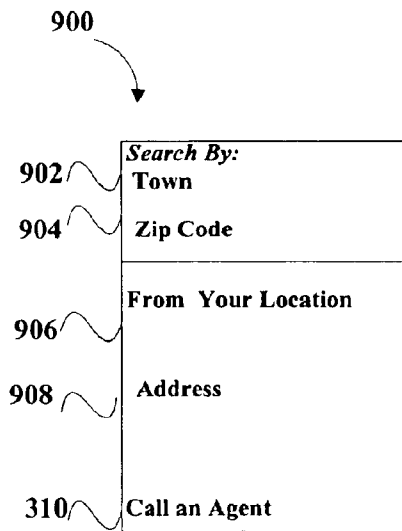 900
Search By:
902 Town
904 Zip Code
From Your Location
906
908 Address
310 Call an Agent